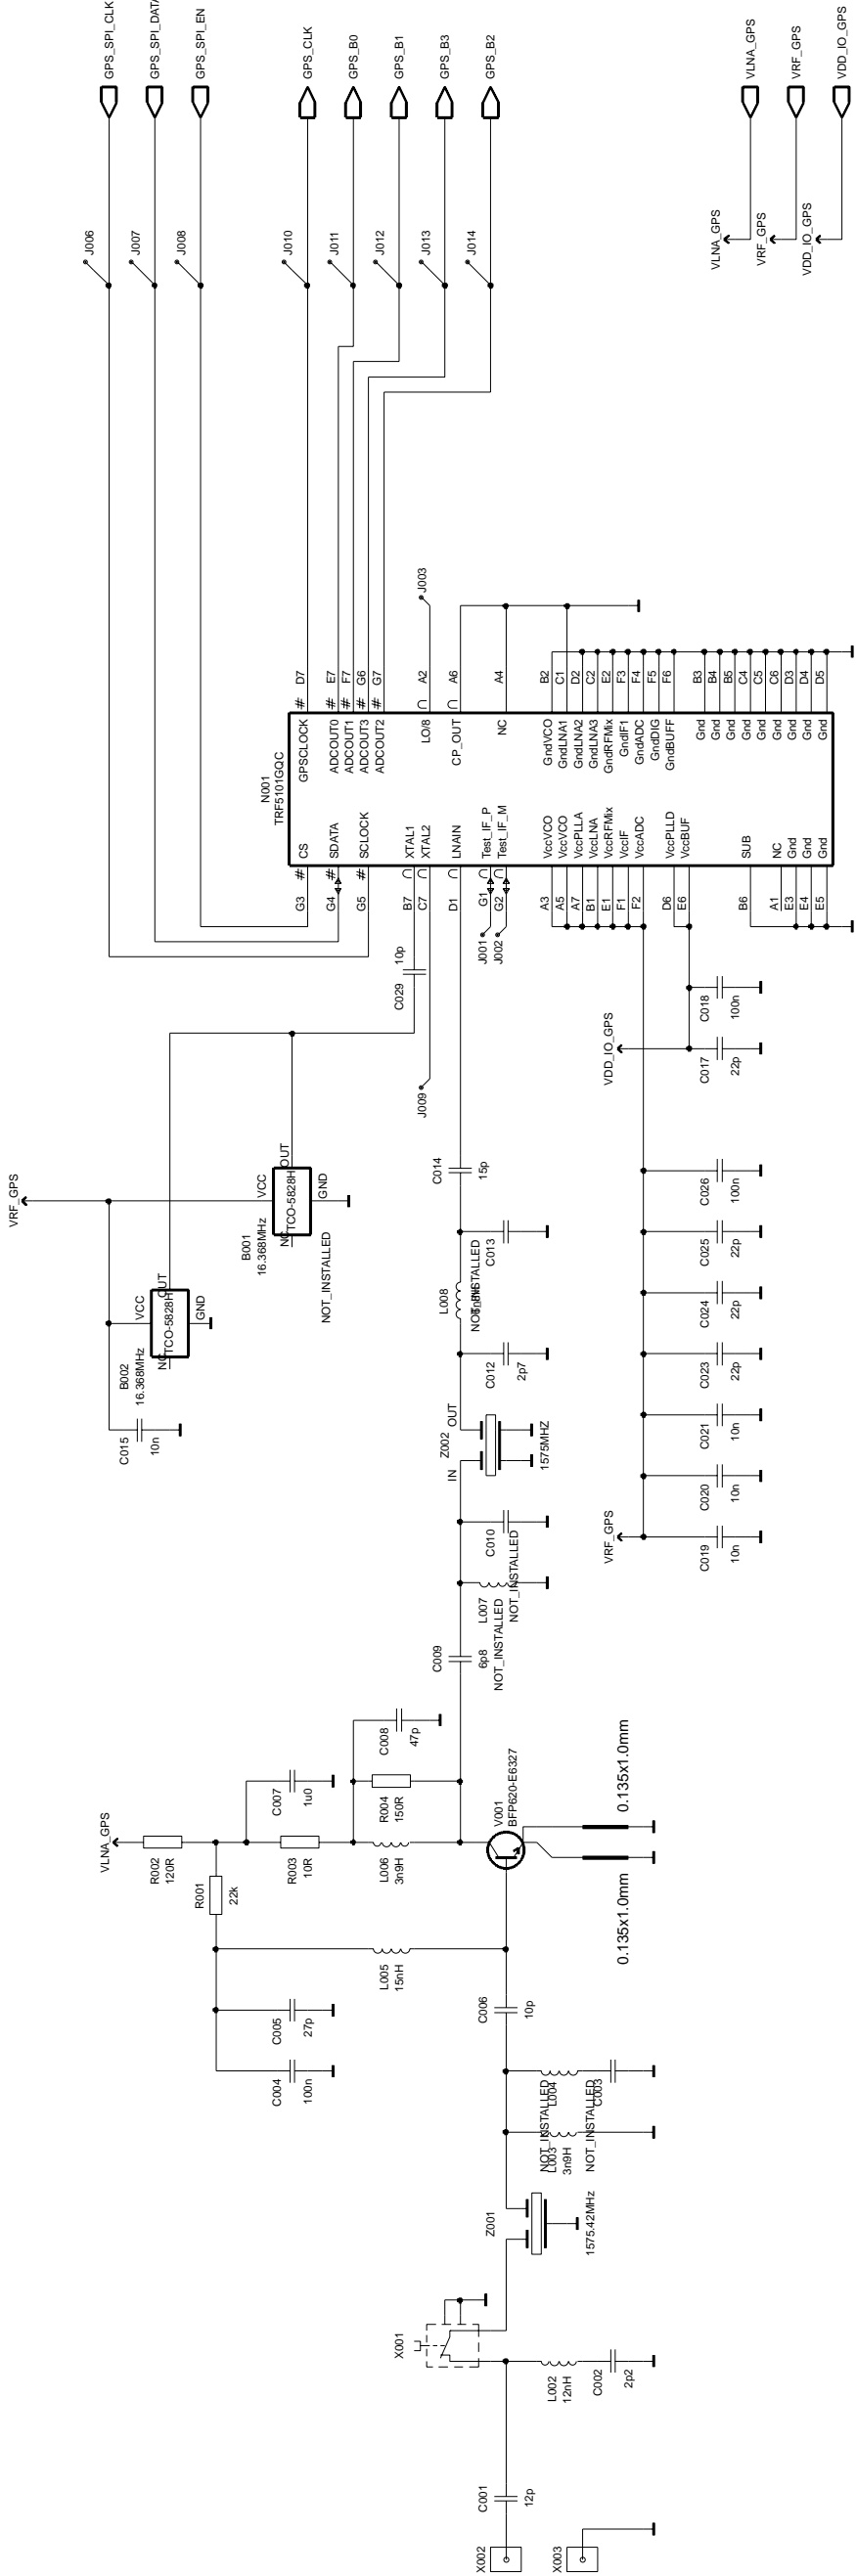 GPS_SPI_CLK
GPS_SPI_DATA
GPS_SPI_EN
GPS_CLK
GPS_B0
GPS_B1
GPS_B3
GPS_B2
VLNA_GPS
VRF_GPS
VDD_IO_GPS
J006
J007
J008
J010
J011
J012
J013
J014
VLNA_GPS
VRF_GPS
VDD_IO_GPS
J003
D7
E7
F7
G6
G7
A2
A6
A4
B2
C1
D2
C2
E2
F3
F4
F5
F6
B3
B4
B5
C4
C5
C6
D3
D4
D5
N001
TRF5101GQC
GPSCLOCK
ADCOUT0
ADCOUT1
ADCOUT3
ADCOUT2
LO/8
CP_OUT
NC
GndVCO
GndLNA1
GndLNA2
GndLNA3
GndRFMix
GndIF1
GndADC
GndDIG
GndBUFF
Gnd
Gnd
Gnd
Gnd
Gnd
Gnd
Gnd
Gnd
Gnd
CS
SDATA
SCLOCK
XTAL1
XTAL2
LNAIN
Test_IF_P
Test_IF_M
VccVCO
VccVCO
VccPLLA
VccLNA
VccRFMix
VccIF
VccADC
VccPLLD
VccBUF
SUB
NC
Gnd
Gnd
Gnd
G3
G4
G5
B7
C7
D1
G1
G2
A3
A5
A7
B1
E1
F1
F2
D6
E6
B6
A1
E3
E4
E5
J001
J002
C029
10p
J009
VDD_IO_GPS
C018
100n
C017
22p
VRF_GPS
B001
16.368MHz
VCC
OUT
NC
TCO-5828H
GND
NOT_INSTALLED
B002
16.368MHz
VCC
OUT
NC
TCO-5828H
GND
C015
10n
C014
15p
C013
NOT_INSTALLED
L008
C012
2p7
Z002
IN
OUT
1575MHZ
C010
NOT_INSTALLED
L007
NOT_INSTALLED
C009
6p8
C026
100n
C025
22p
C024
22p
C023
22p
C021
10n
C020
10n
C019
10n
VRF_GPS
VLNA_GPS
R002
120R
R001
22k
C007
1u0
R003
10R
C008
47p
R004
150R
L006
3n9H
V001
BFP620-E6327
0.135x1.0mm
0.135x1.0mm
L005
15nH
C005
27p
C004
100n
C006
10p
L004
NOT_INSTALLED
C003
NOT_INSTALLED
L003
3n9H
Z001
1575.42MHz
X001
L002
12nH
C002
2p2
C001
12p
X002
X003